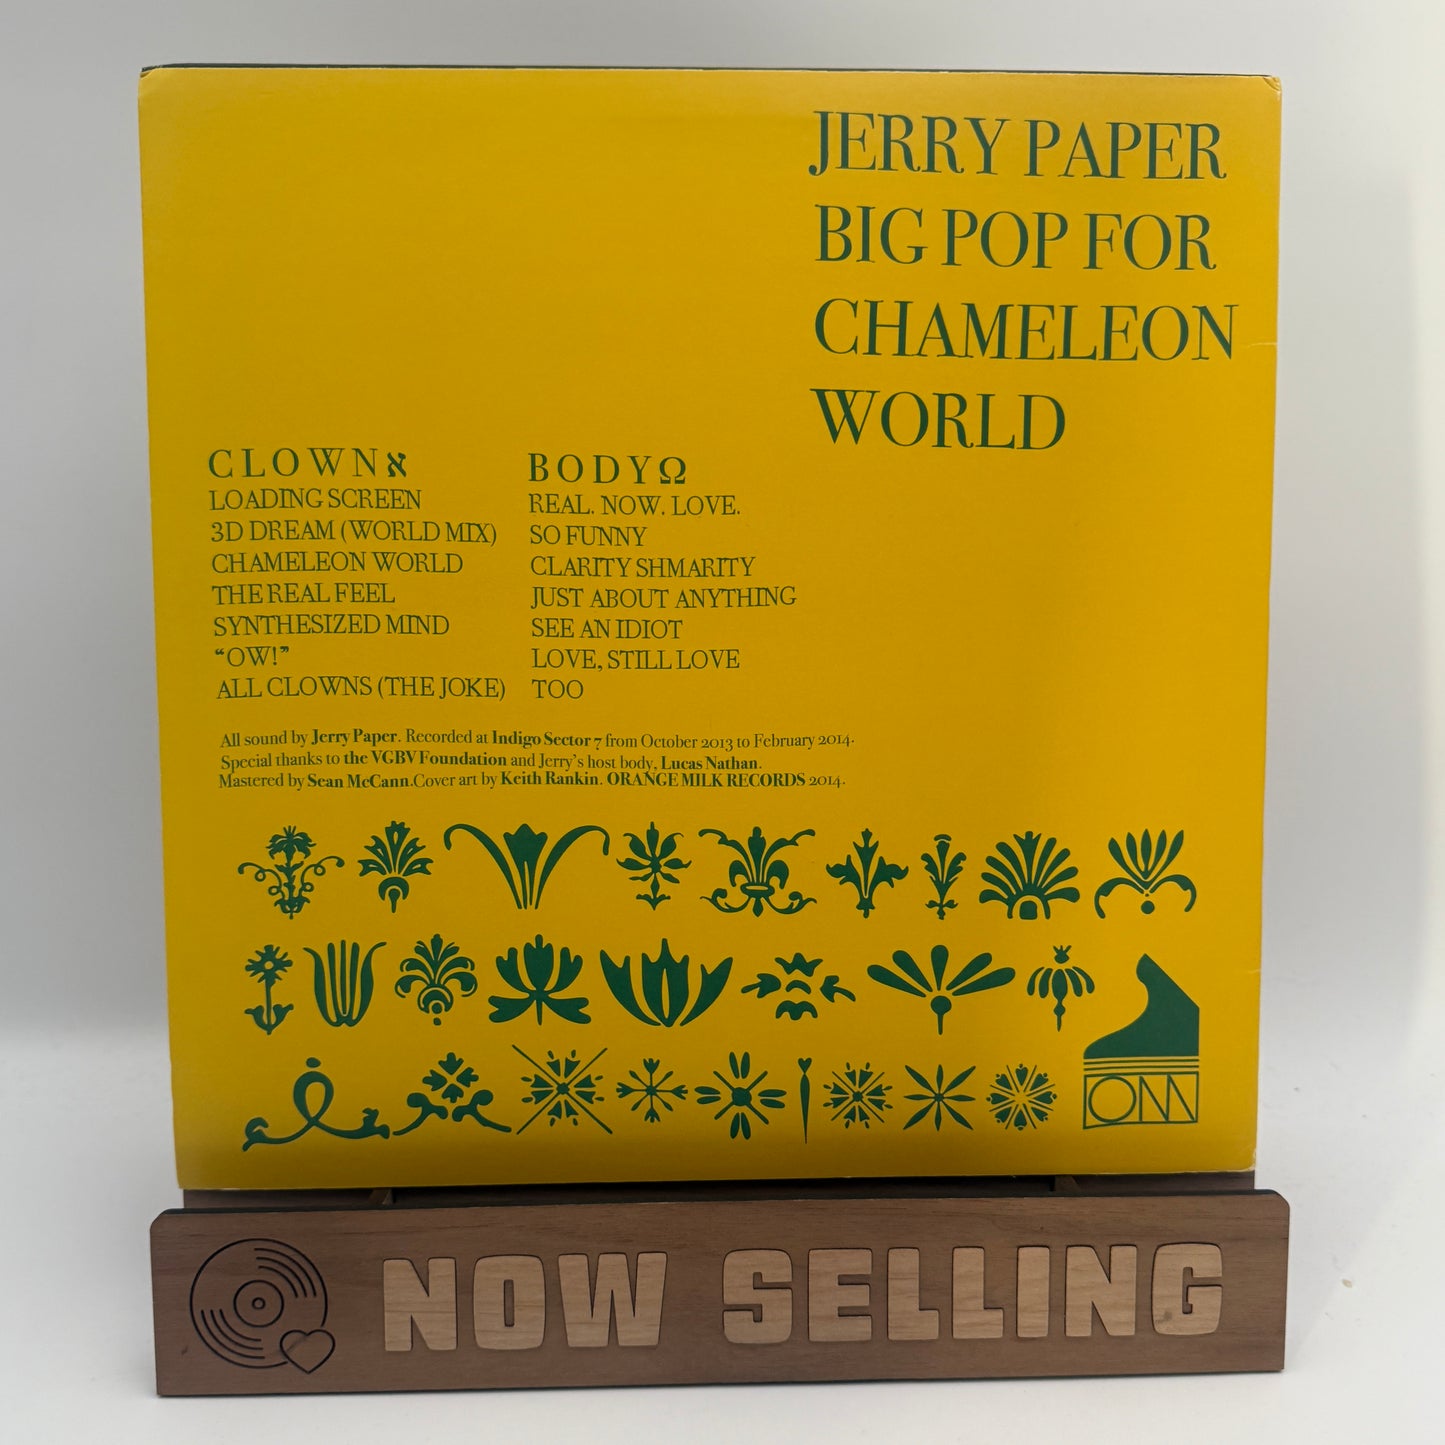 JERRY PAPER
BIG POP FOR
CHAMELEON
WORLD
CLOWN א
LOADING SCREEN
3D DREAM (WORLD MIX)
CHAMELEON WORLD
THE REAL FEEL
SYNTHESIZED MIND
“OW!”
ALL CLOWNS (THE JOKE)
BODY Ω
REAL. NOW. LOVE.
SO FUNNY
CLARITY SHMARITY
JUST ABOUT ANYTHING
SEE AN IDIOT
LOVE, STILL LOVE
TOO
All sound by Jerry Paper. Recorded at Indigo Sector 7 from October 2013 to February 2014.
Special thanks to the VGBV Foundation and Jerry's host body, Lucas Nathan.
Mastered by Sean McCann.Cover art by Keith Rankin. ORANGE MILK RECORDS 2014.
OM
NOW SELLING